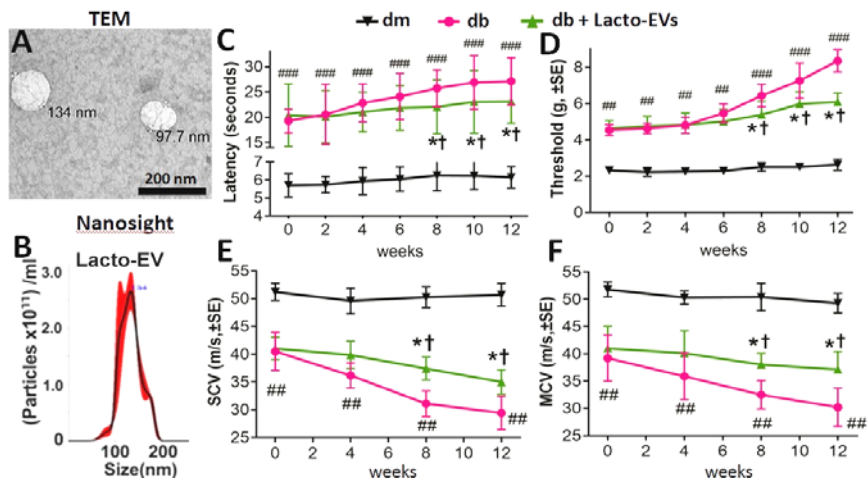 TEM
dm db db + Lacto-EVs
A
134 nm
97.7 nm
200 nm
Nanosight
B
Lacto-EV
(Particles x10¹¹) /ml
3.0
2.0
1.0
0
100 200
Size(nm)
C
Latency (seconds)
### ### ### ### ### ### ###
30
25
20
15
10
*† *† *†
6
5
4
0 2 4 6 8 10 12
weeks
D
Threshold (g, ±SE)
## ## ## ## ### ### ###
8
6
4
2
0
*† *† *†
0 2 4 6 8 10 12
weeks
E
SCV (m/s,±SE)
55
50
45
40
35
30
25
*† *†
## ## ## ##
0 2 4 6 8 10 12
weeks
F
MCV (m/s,±SE)
55
50
45
40
35
30
25
*† *†
## ## ## ##
0 2 4 6 8 10 12
weeks